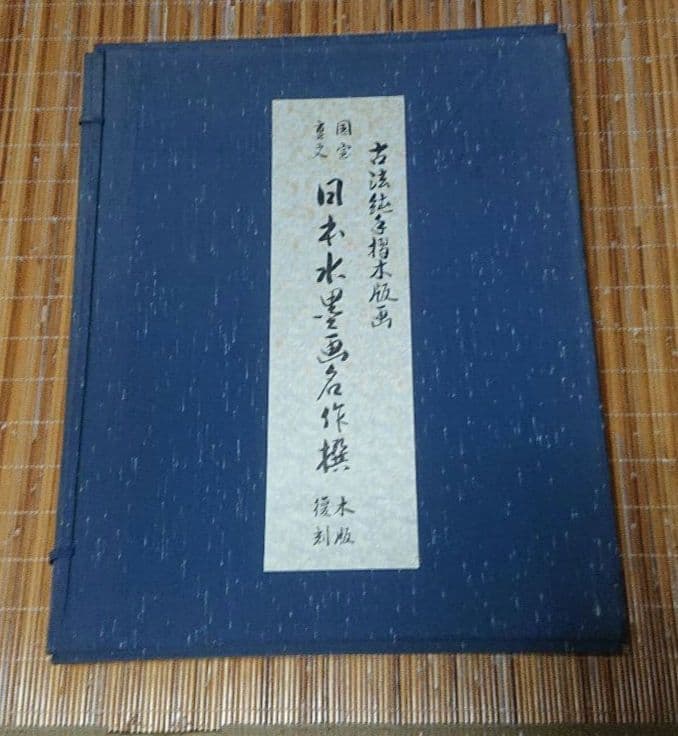 古法純手摺木版画
国宝
重文
日本水墨画名作撰
木版
復刻